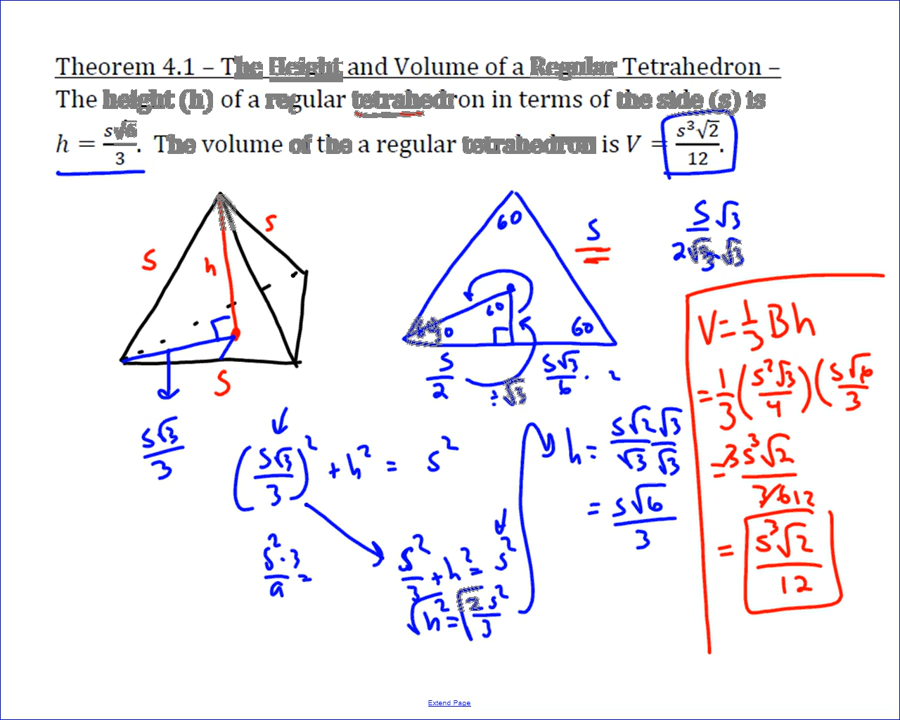 Theorem 4.1 – The Height and Volume of a Regular Tetrahedron –
The height (h) of a regular tetrahedron in terms of the side (s) is
h = s√6/3. The volume of the a regular tetrahedron is V = s³√2/12.
s
s
h
s
s√3/3
60
60
60
s
s/2
÷√3
s√3/6 · 2
s√3
V = 1/3 Bh
= 1/3 (s²√3/4)(s√6/3
= 3s³√2/
= s³√2/12
(s√3/3)² + h² = s²
s²·3/9 =
s²/3 + h² = s²
√h² = √2s²/3
h = s√2 √3/√3 √3
= s√6/3
Extend Page